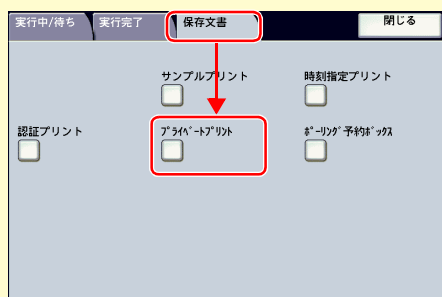 実行中/待ち
実行完了
保存文書
閉じる
サンプルプリント
時刻指定プリント
認証プリント
ﾌﾟﾗｲﾍﾞｰﾄﾌﾟﾘﾝﾄ
ﾎﾟｰﾘﾝｸﾞ予約ﾎﾞｯｸｽ